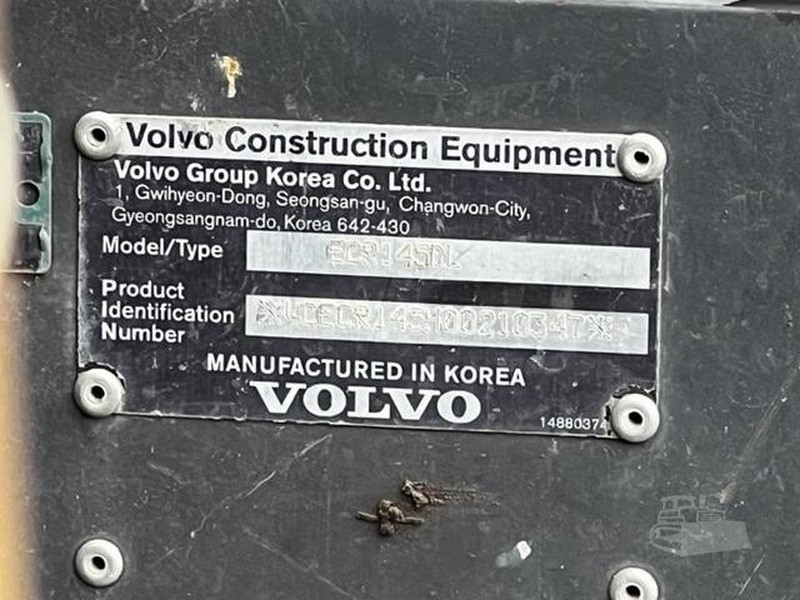 Volvo Construction Equipment
Volvo Group Korea Co. Ltd.
1, Gwihyeon-Dong, Seongsan-gu, Changwon-City,
Gyeongsangnam-do, Korea 642-430
Model/Type ECR145DL
Product
Identification
Number
MANUFACTURED IN KOREA
VOLVO
14880374